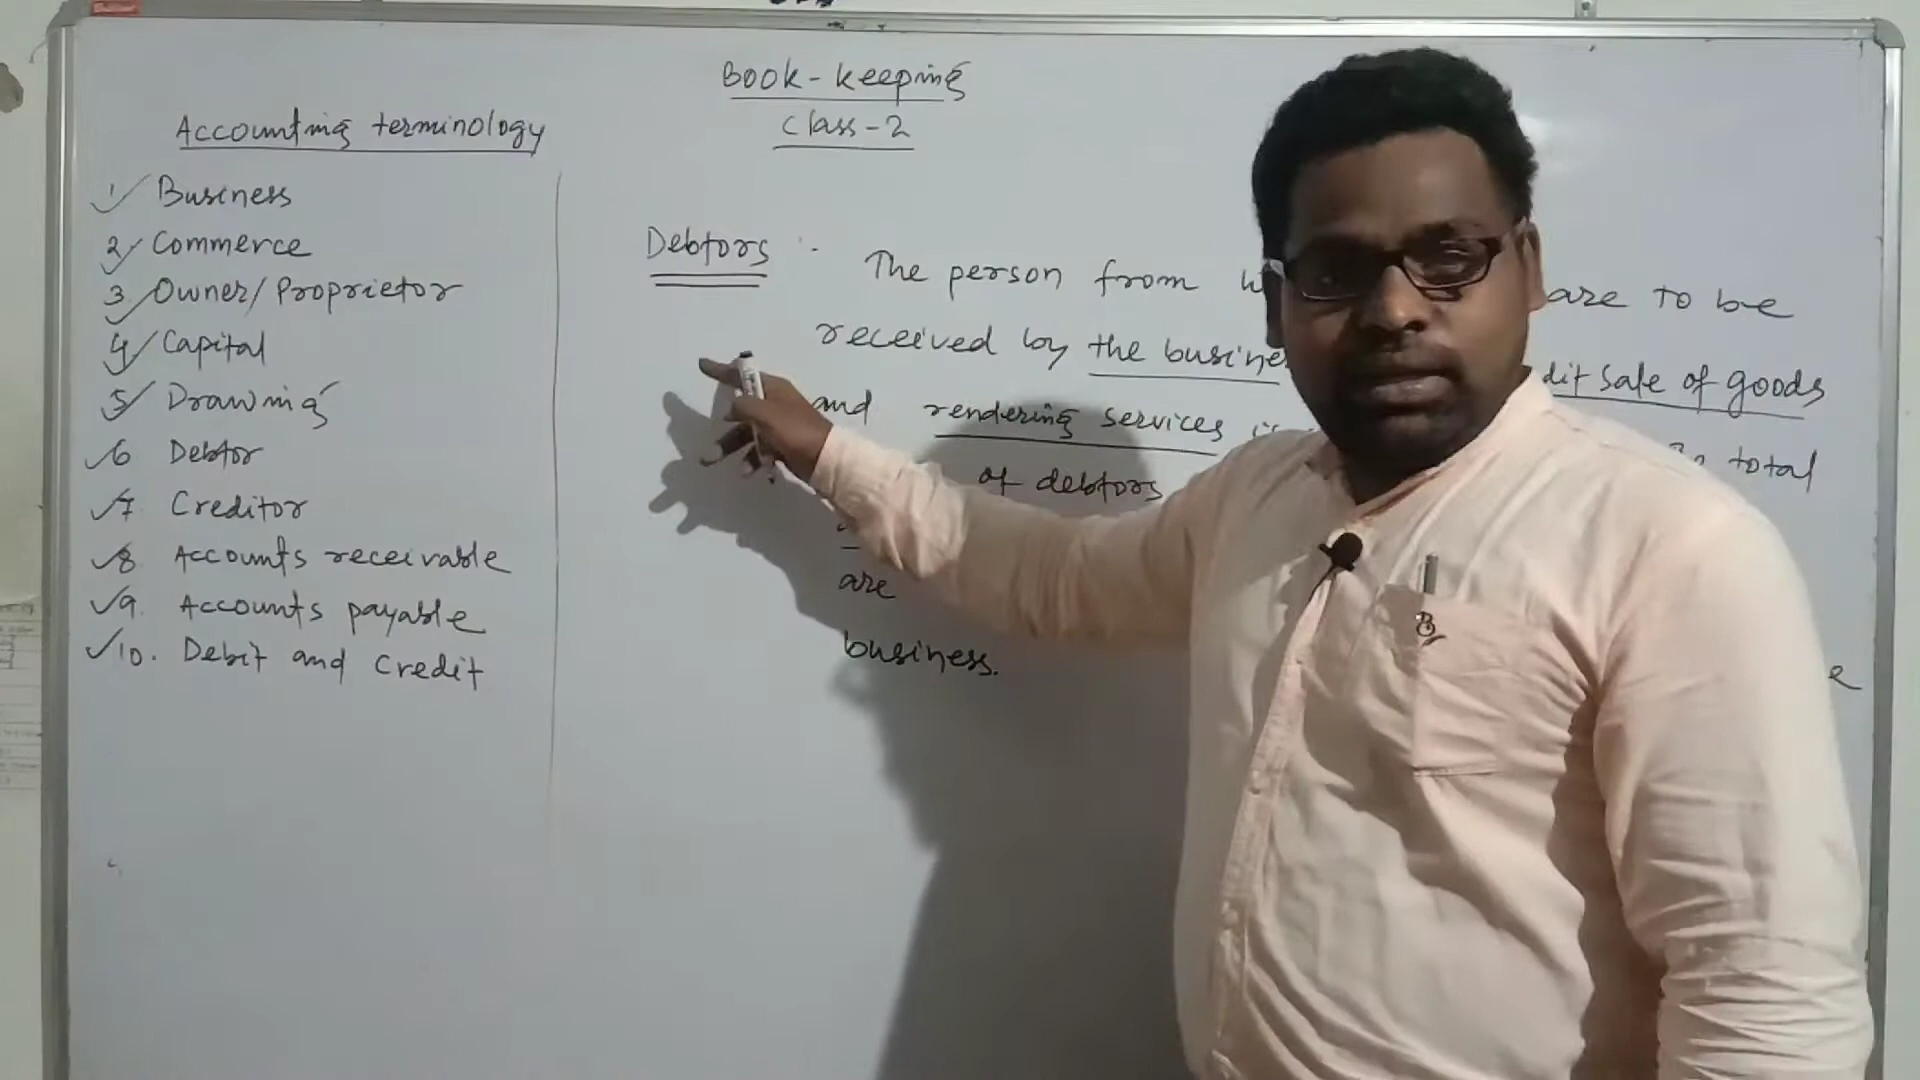 Book-keeping
Class-2
Accounting terminology
1 Business
2 Commerce
3 Owner/Proprietor
4 Capital
5 Drawing
6 Debtor
7 Creditor
8 Accounts receivable
9. Accounts payable
10. Debit and Credit
Debtors :- The person from are to be
received by the business dit sale of goods
and rendering services total
of debtors
are
business.